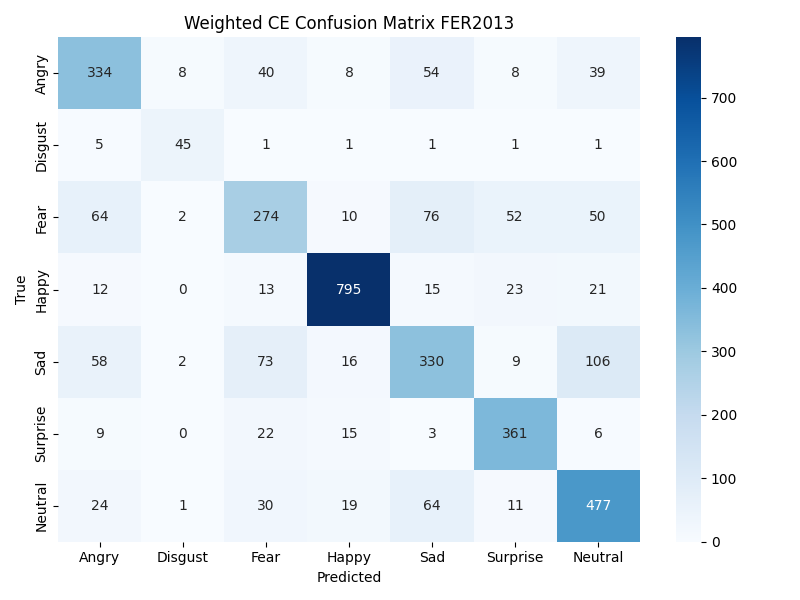 Weighted CE Confusion Matrix FER2013
Angry 334 8 40 8 54 8 39
Disgust 5 45 1 1 1 1 1
Fear 64 2 274 10 76 52 50
Happy 12 0 13 795 15 23 21
Sad 58 2 73 16 330 9 106
Surprise 9 0 22 15 3 361 6
Neutral 24 1 30 19 64 11 477
True
Angry Disgust Fear Happy Sad Surprise Neutral
Predicted
700
600
500
400
300
200
100
0